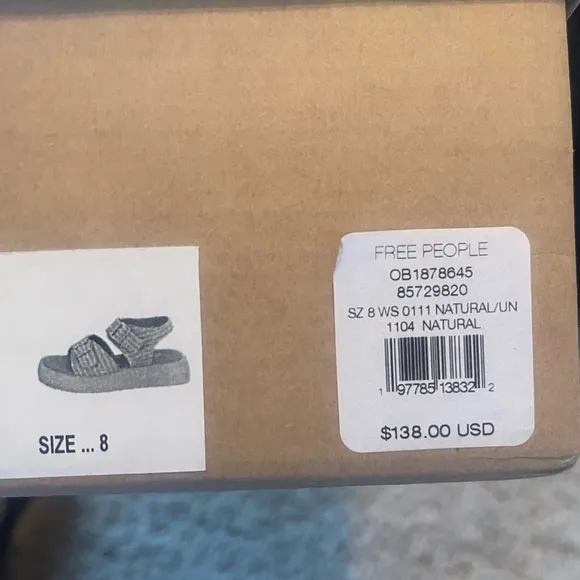 FREE PEOPLE
OB1878645
85729820
SZ 8 WS 0111 NATURAL/UN
1104 NATURAL
1 97785 13832 2
$138.00 USD
SIZE ... 8